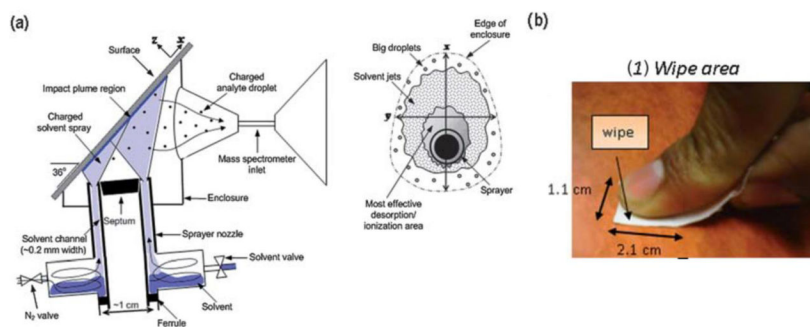 (a)
z
x
Surface
Impact plume region
Charged
solvent spray
36°
Charged
analyte droplet
Mass spectrometer
inlet
Enclosure
Septum
Solvent channel
(~0.2 mm width)
Sprayer nozzle
Solvent valve
N₂ valve
~1 cm
Ferrule
Solvent
Big droplets
Solvent jets
Edge of
enclosure
x
y
Most effective
desorption/
ionization area
Sprayer
(b)
(1) Wipe area
wipe
1.1 cm
2.1 cm